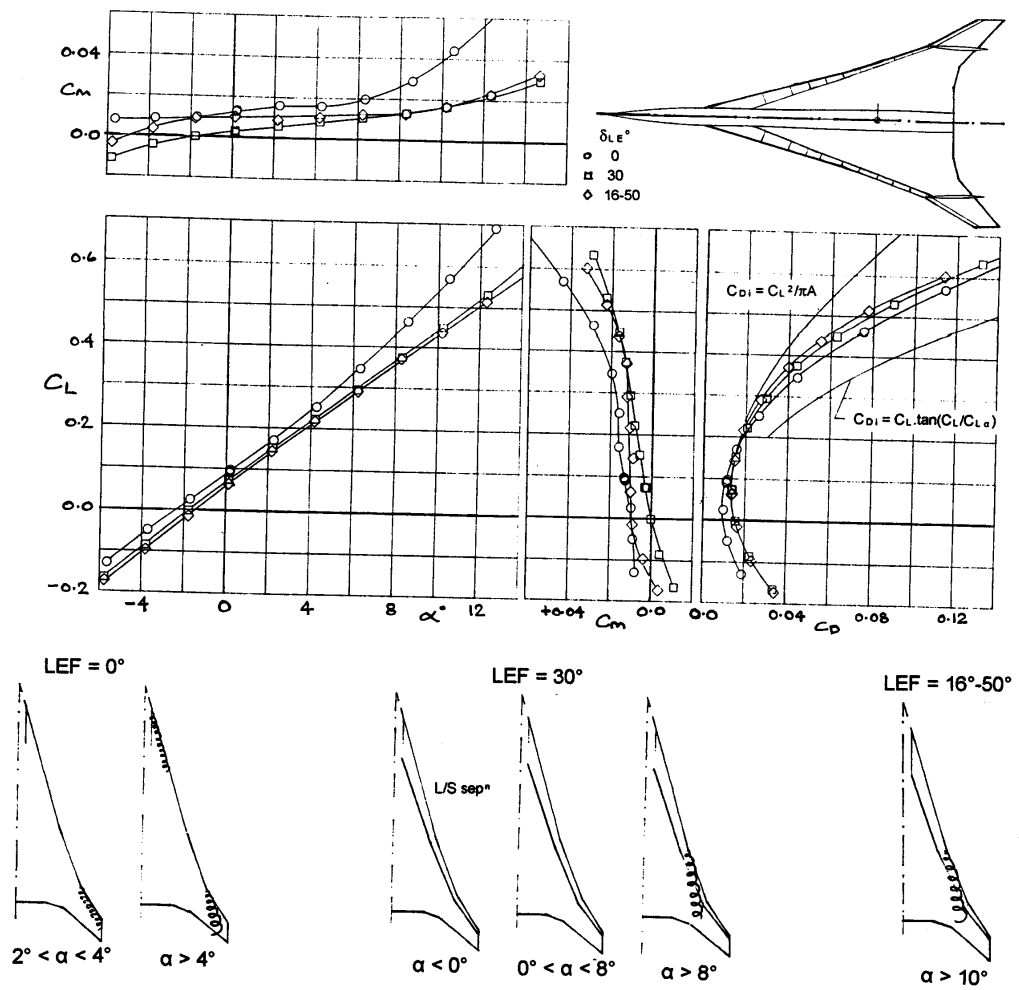 0.04
Cm
0.0
δLE°
0
30
16-50
0.6
0.4
CL
0.2
0.0
-0.2
-4
0
4
8
α°
12
+0.04
Cm
0.0
0.0
0.04
CD
0.08
0.12
CDi = CL²/πA
CDi = CL.tan(CL/CLα)
LEF = 0°
LEF = 30°
LEF = 16°-50°
L/S sepⁿ
2° < α < 4°
α > 4°
α < 0°
0° < α < 8°
α > 8°
α > 10°